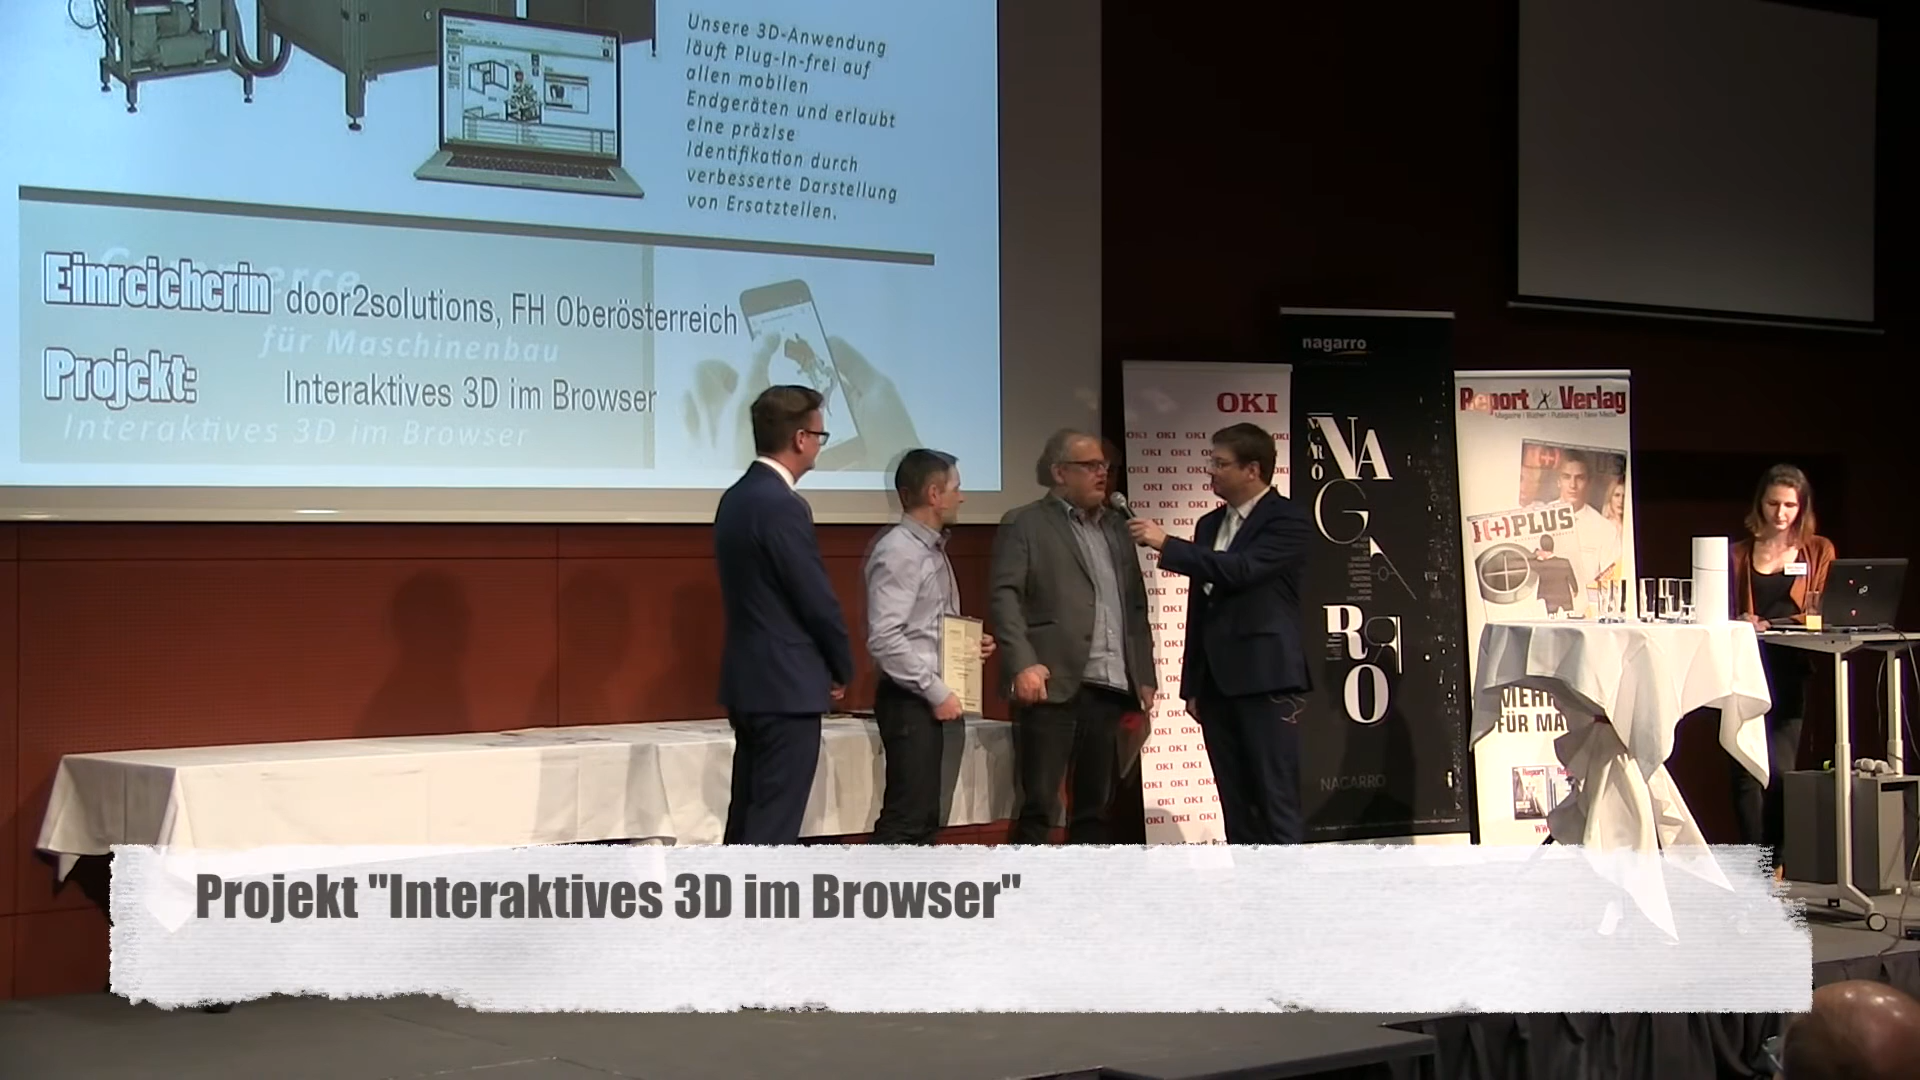 Unsere 3D-Anwendung
läuft Plug-In-frei auf
allen mobilen
Endgeräten und erlaubt
eine präzise
Identifikation durch
verbesserte Darstellung
von Ersatzteilen.
Einreicherin door2solutions, FH Oberösterreich
für Maschinenbau
Projekt: Interaktives 3D im Browser
Interaktives 3D im Browser
OKI
nagarro
NAGARRO
NAGARRO
Report Verlag
Magazine | Bücher | Publishing | New Media
(+)PLUS
MEHR
FÜR MA
Projekt "Interaktives 3D im Browser"